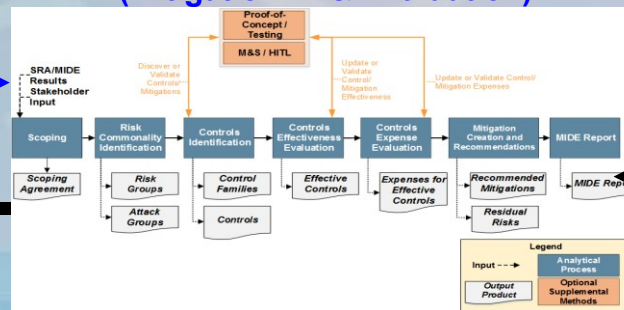 Proof-of-
Concept /
Testing
M&S / HITL
SRA/MIDE
Results
Stakeholder
Input
Discover or
Validate
Controls/
Mitigations
Update or
Validate
Control/
Mitigation
Effectiveness
Update or Validate Control/
Mitigation Expenses
Scoping
Risk
Commonality
Identification
Controls
Identification
Controls
Effectiveness
Evaluation
Controls
Expense
Evaluation
Mitigation
Creation and
Recommendations
MIDE Report
Scoping
Agreement
Risk
Groups
Attack
Groups
Control
Families
Controls
Effective
Controls
Expenses for
Effective
Controls
Recommended
Mitigations
Residual
Risks
MIDE Repo
Legend
Input
Analytical
Process
Output
Product
Optional
Supplemental
Methods